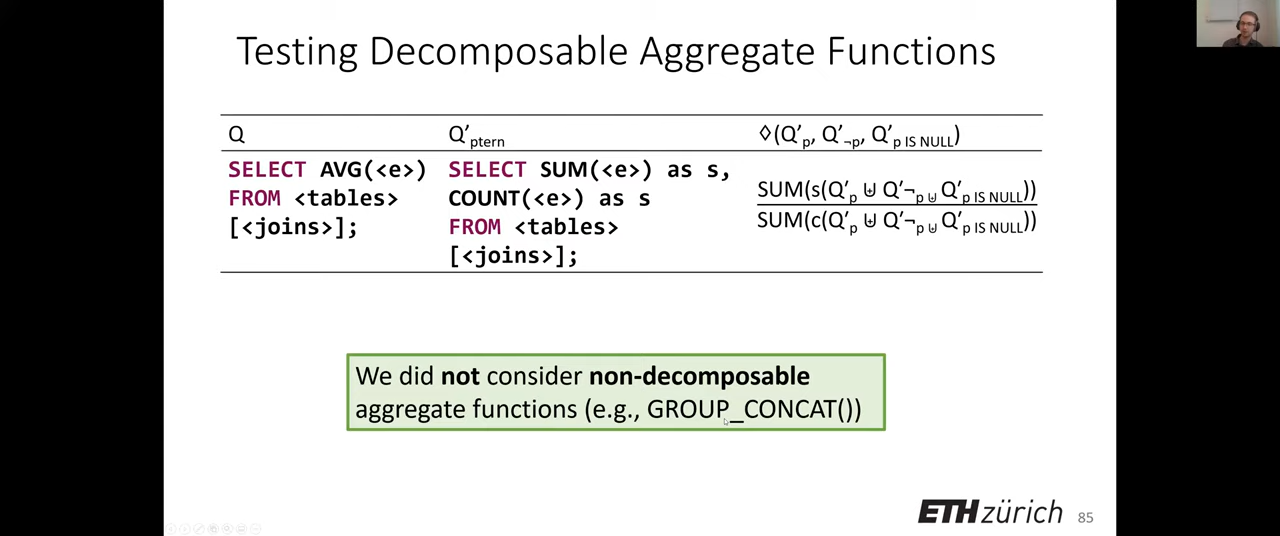 Testing Decomposable Aggregate Functions
Q Q’ptern ◊(Q’p, Q’¬p, Q’p IS NULL)
SELECT AVG(<e>) SELECT SUM(<e>) as s, SUM(s(Q’p ⊎ Q’¬p ⊎ Q’p IS NULL))
FROM <tables> COUNT(<e>) as s SUM(c(Q’p ⊎ Q’¬p ⊎ Q’p IS NULL))
[<joins>]; FROM <tables>
[<joins>];
We did not consider non-decomposable
aggregate functions (e.g., GROUP_CONCAT())
ETH zürich 85